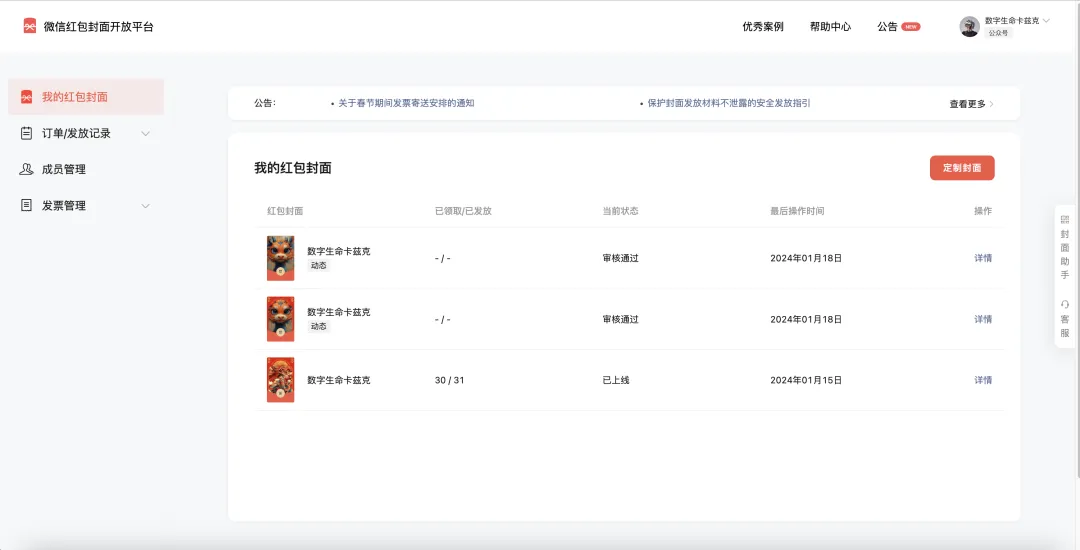 微信红包封面开放平台
优秀案例
帮助中心
公告 NEW
数字生命卡兹克
公众号
我的红包封面
订单/发放记录
成员管理
发票管理
公告：
• 关于春节期间发票寄送安排的通知
• 保护封面发放材料不泄露的安全发放指引
查看更多
我的红包封面
定制封面
红包封面 已领取/已发放 当前状态 最后操作时间 操作
数字生命卡兹克
动态
- / - 审核通过 2024年01月18日 详情
数字生命卡兹克
动态
- / - 审核通过 2024年01月18日 详情
数字生命卡兹克 30 / 31 已上线 2024年01月15日 详情
封面助手
客服